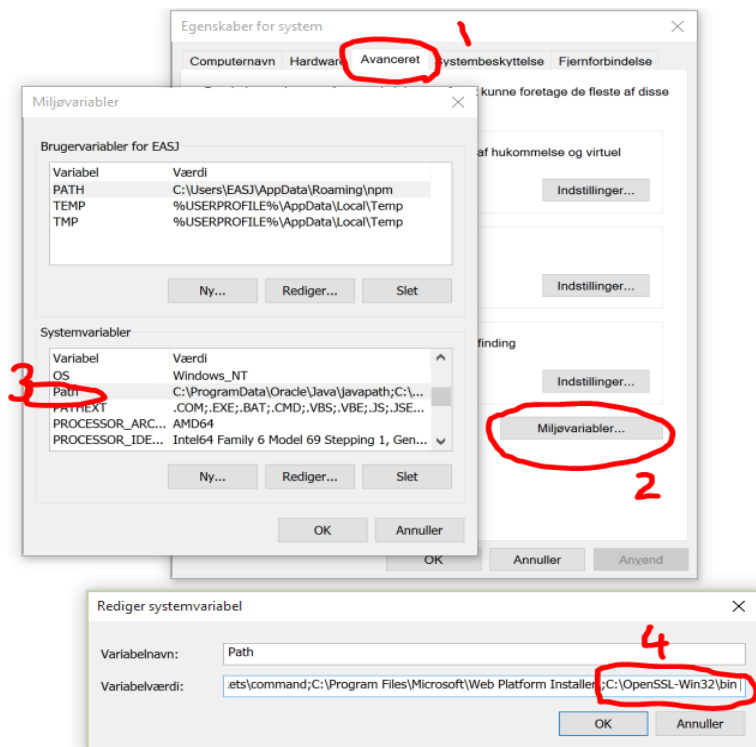 Egenskaber for system
1
Computernavn Hardware Avanceret Systembeskyttelse Fjernforbindelse
kunne foretage de fleste af disse
af hukommelse og virtuel
Indstillinger...
Indstillinger...
finding
Indstillinger...
Miljøvariabler...
2
OK Annuller Anvend
Miljøvariabler
Brugervariabler for EASJ
Variabel Værdi
PATH C:\Users\EASJ\AppData\Roaming\npm
TEMP %USERPROFILE%\AppData\Local\Temp
TMP %USERPROFILE%\AppData\Local\Temp
Ny... Rediger... Slet
Systemvariabler
Variabel Værdi
OS Windows_NT
3 Path C:\ProgramData\Oracle\Java\javapath;C:\...
PATHEXT .COM;.EXE;.BAT;.CMD;.VBS;.VBE;.JS;.JSE...
PROCESSOR_ARC... AMD64
PROCESSOR_IDE... Intel64 Family 6 Model 69 Stepping 1, Gen...
Ny... Rediger... Slet
OK Annuller
Rediger systemvariabel
4
Variabelnavn: Path
Variabelværdi: ets\command;C:\Program Files\Microsoft\Web Platform Installer\;C:\OpenSSL-Win32\bin
OK Annuller